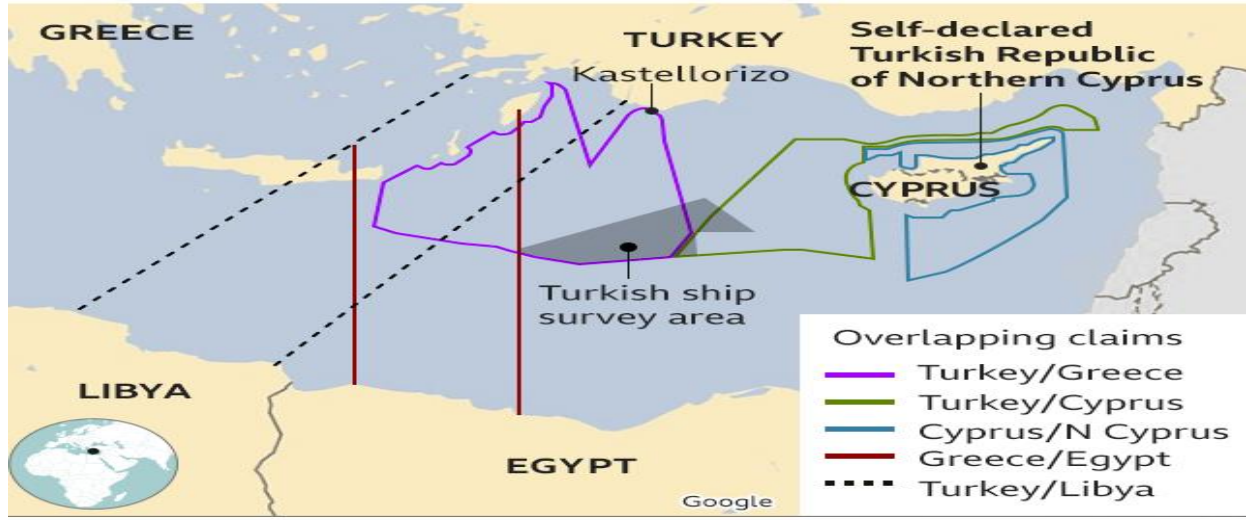 GREECE
TURKEY
Kastellorizo
Self-declared
Turkish Republic
of Northern Cyprus
CYPRUS
Turkish ship
survey area
LIBYA
EGYPT
Google
Overlapping claims
Turkey/Greece
Turkey/Cyprus
Cyprus/N Cyprus
Greece/Egypt
Turkey/Libya